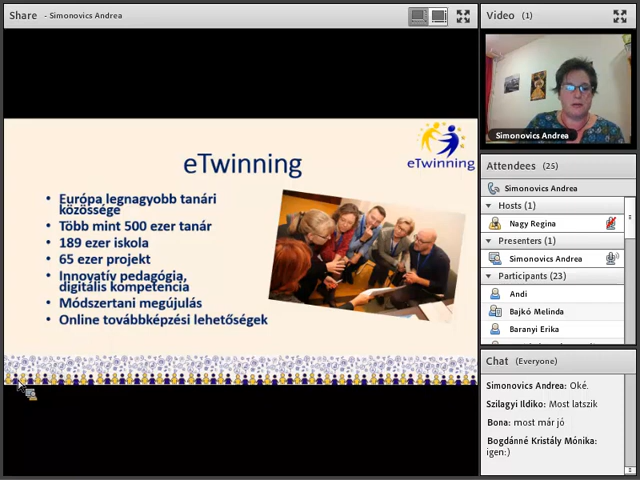 Share - Simonovics Andrea
eTwinning
eTwinning
• Európa legnagyobb tanári
közössége
• Több mint 500 ezer tanár
• 189 ezer iskola
• 65 ezer projekt
• Innovatív pedagógia,
digitális kompetencia
• Módszertani megújulás
• Online továbbképzési lehetőségek
Video (1)
Simonovics Andrea
Attendees (25)
Simonovics Andrea
Hosts (1)
Nagy Regina
Presenters (1)
Simonovics Andrea
Participants (23)
Andi
Bajkó Melinda
Baranyi Erika
Chat (Everyone)
Simonovics Andrea: Oké.
Szilagyi Ildiko: Most latszik
Bona: most már jó
Bogdánné Kristály Mónika:
igen:)